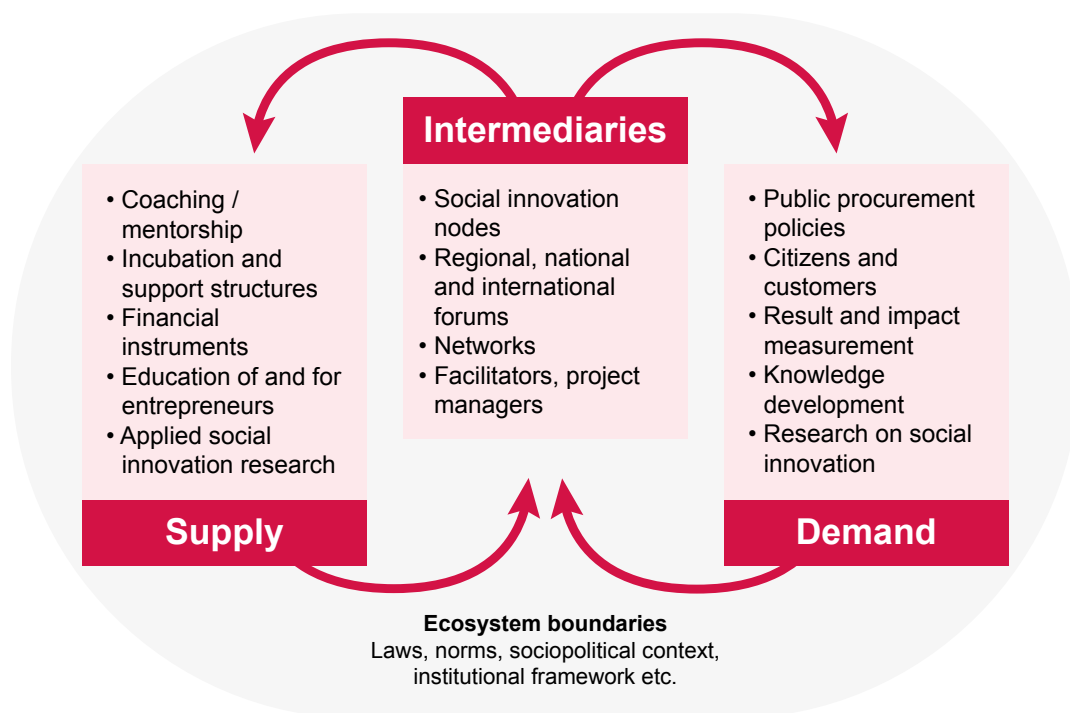 Intermediaries
• Social innovation
nodes
• Regional, national
and international
forums
• Networks
• Facilitators, project
managers
• Coaching /
mentorship
• Incubation and
support structures
• Financial
instruments
• Education of and for
entrepreneurs
• Applied social
innovation research
Supply
• Public procurement
policies
• Citizens and
customers
• Result and impact
measurement
• Knowledge
development
• Research on social
innovation
Demand
Ecosystem boundaries
Laws, norms, sociopolitical context,
institutional framework etc.